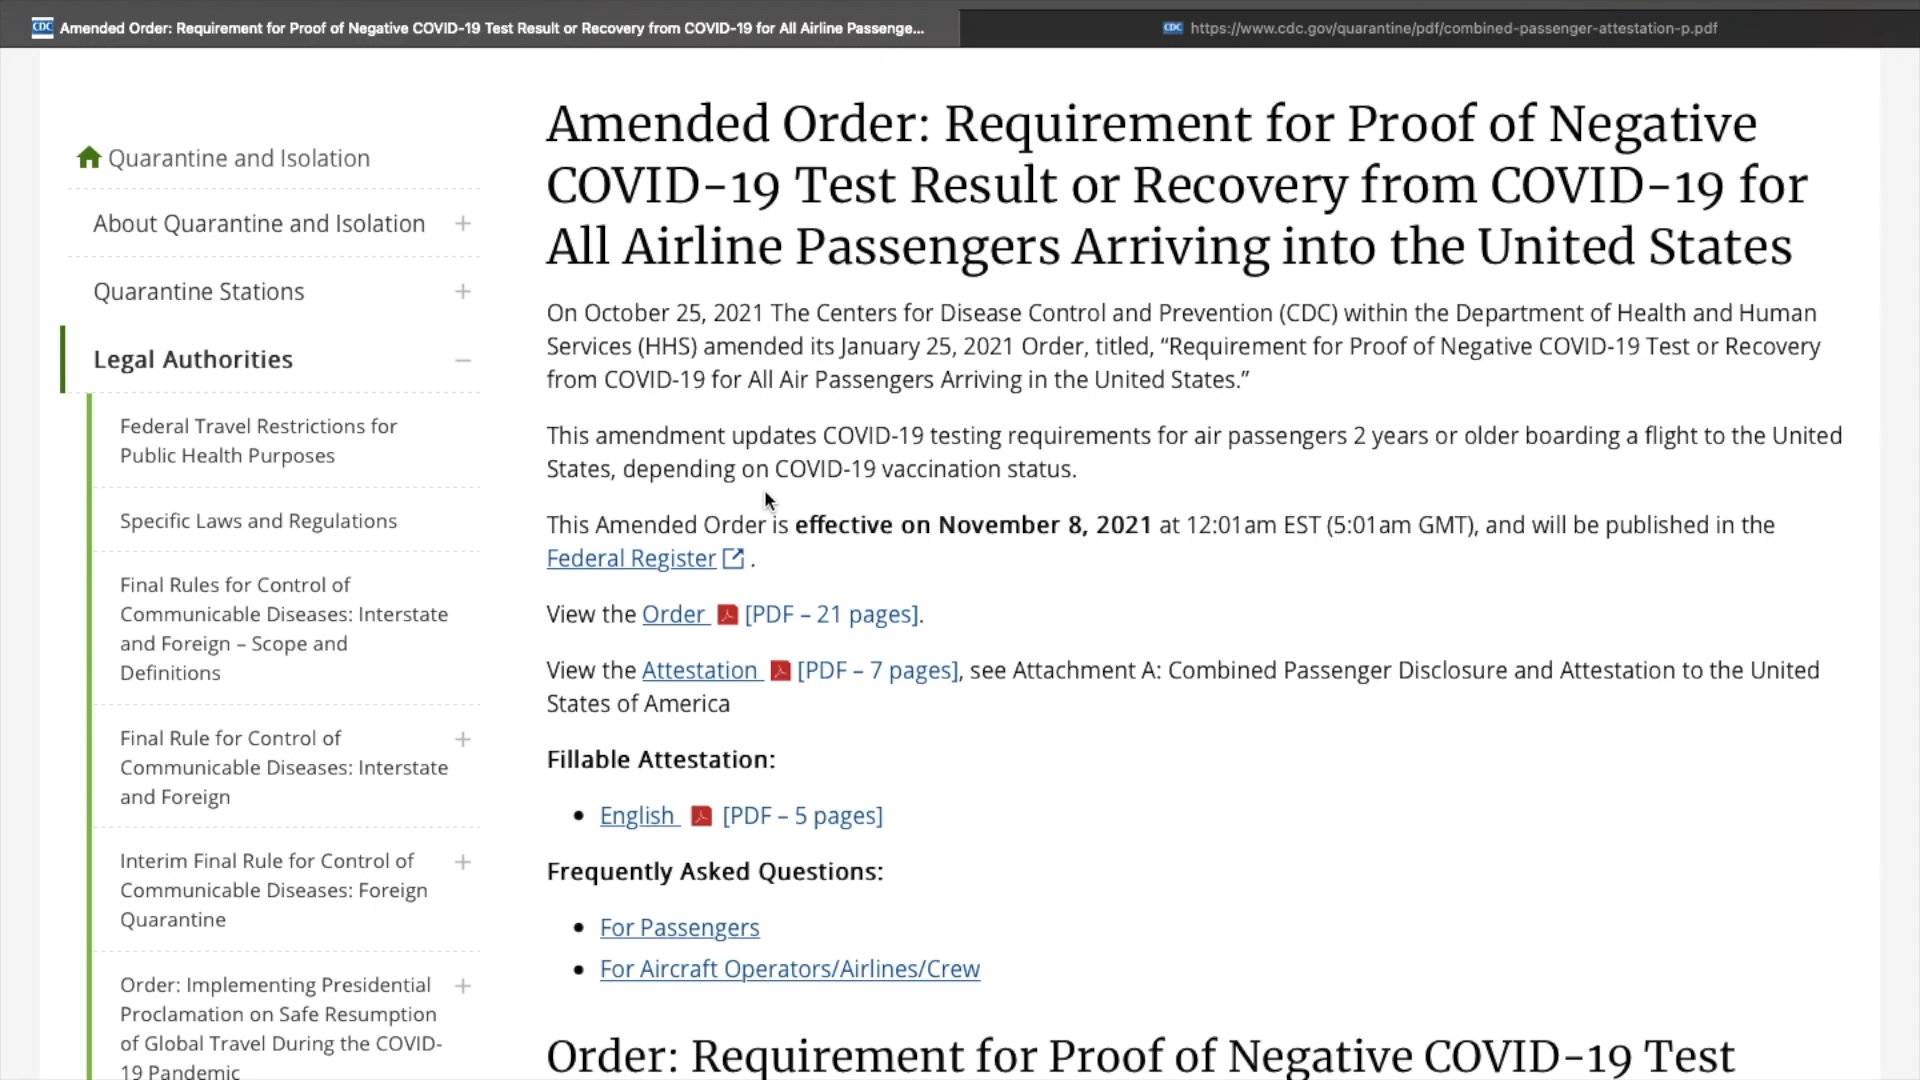 CDC Amended Order: Requirement for Proof of Negative COVID-19 Test Result or Recovery from COVID-19 for All Airline Passenge...
CDC https://www.cdc.gov/quarantine/pdf/combined-passenger-attestation-p.pdf
Quarantine and Isolation
About Quarantine and Isolation +
Quarantine Stations +
Legal Authorities –
Federal Travel Restrictions for
Public Health Purposes
Specific Laws and Regulations
Final Rules for Control of
Communicable Diseases: Interstate
and Foreign – Scope and
Definitions
Final Rule for Control of +
Communicable Diseases: Interstate
and Foreign
Interim Final Rule for Control of +
Communicable Diseases: Foreign
Quarantine
Order: Implementing Presidential +
Proclamation on Safe Resumption
of Global Travel During the COVID-
19 Pandemic
Amended Order: Requirement for Proof of Negative
COVID-19 Test Result or Recovery from COVID-19 for
All Airline Passengers Arriving into the United States
On October 25, 2021 The Centers for Disease Control and Prevention (CDC) within the Department of Health and Human
Services (HHS) amended its January 25, 2021 Order, titled, “Requirement for Proof of Negative COVID-19 Test or Recovery
from COVID-19 for All Air Passengers Arriving in the United States.”
This amendment updates COVID-19 testing requirements for air passengers 2 years or older boarding a flight to the United
States, depending on COVID-19 vaccination status.
This Amended Order is effective on November 8, 2021 at 12:01am EST (5:01am GMT), and will be published in the
Federal Register .
View the Order [PDF – 21 pages].
View the Attestation [PDF – 7 pages], see Attachment A: Combined Passenger Disclosure and Attestation to the United
States of America
Fillable Attestation:
• English [PDF – 5 pages]
Frequently Asked Questions:
• For Passengers
• For Aircraft Operators/Airlines/Crew
Order: Requirement for Proof of Negative COVID-19 Test